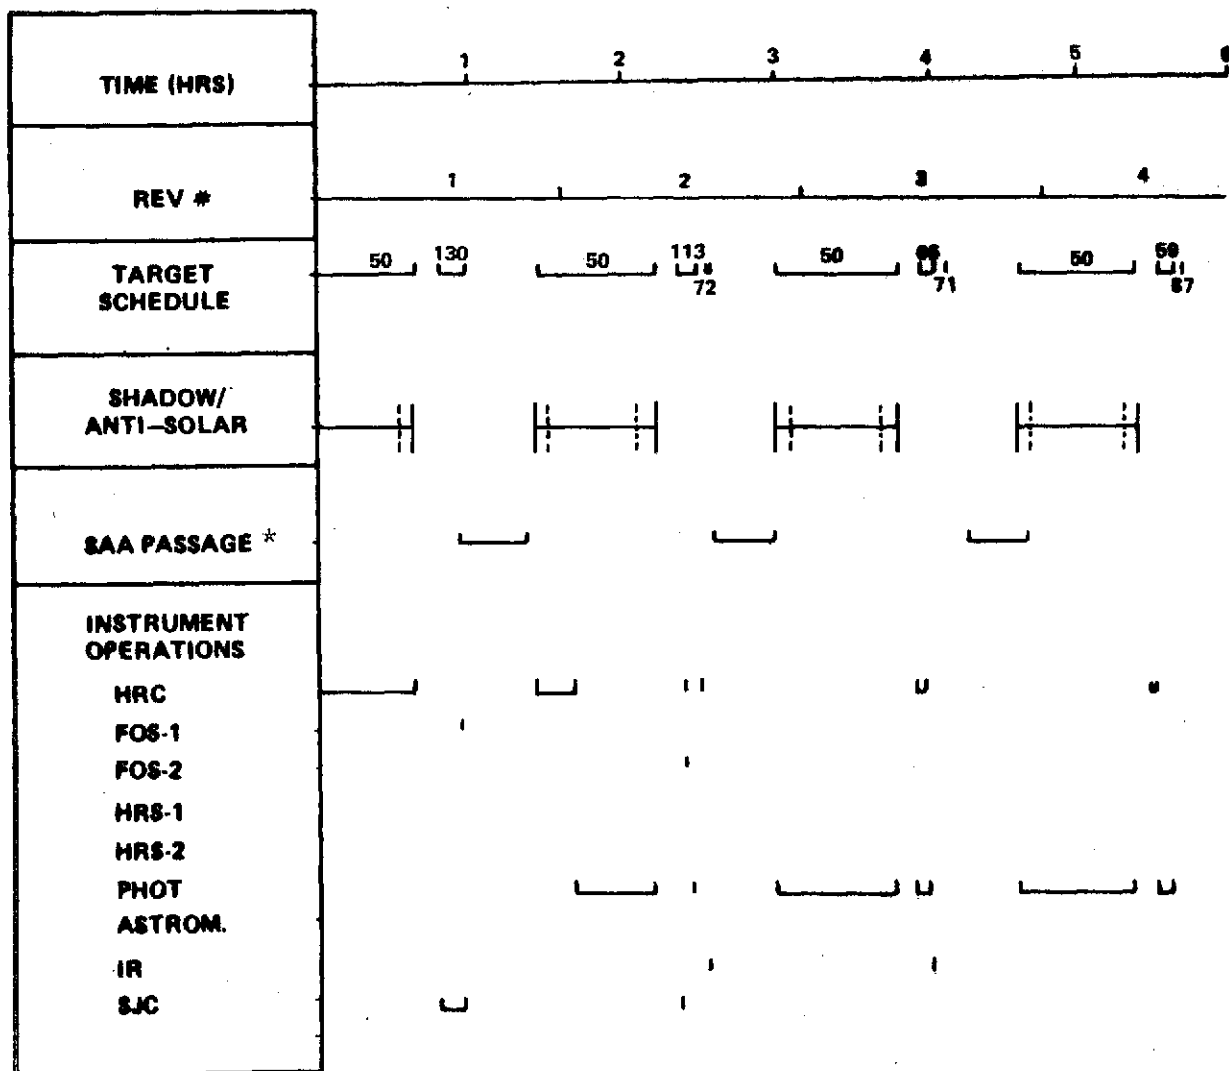 TIME (HRS) 1 2 3 4 5 6
REV # 1 2 3 4
TARGET SCHEDULE 50 130 50 113 72 50 71 50 59
SHADOW/
ANTI-SOLAR
SAA PASSAGE *
INSTRUMENT
OPERATIONS
HRC
FOS-1
FOS-2
HRS-1
HRS-2
PHOT
ASTROM.
IR
SJC